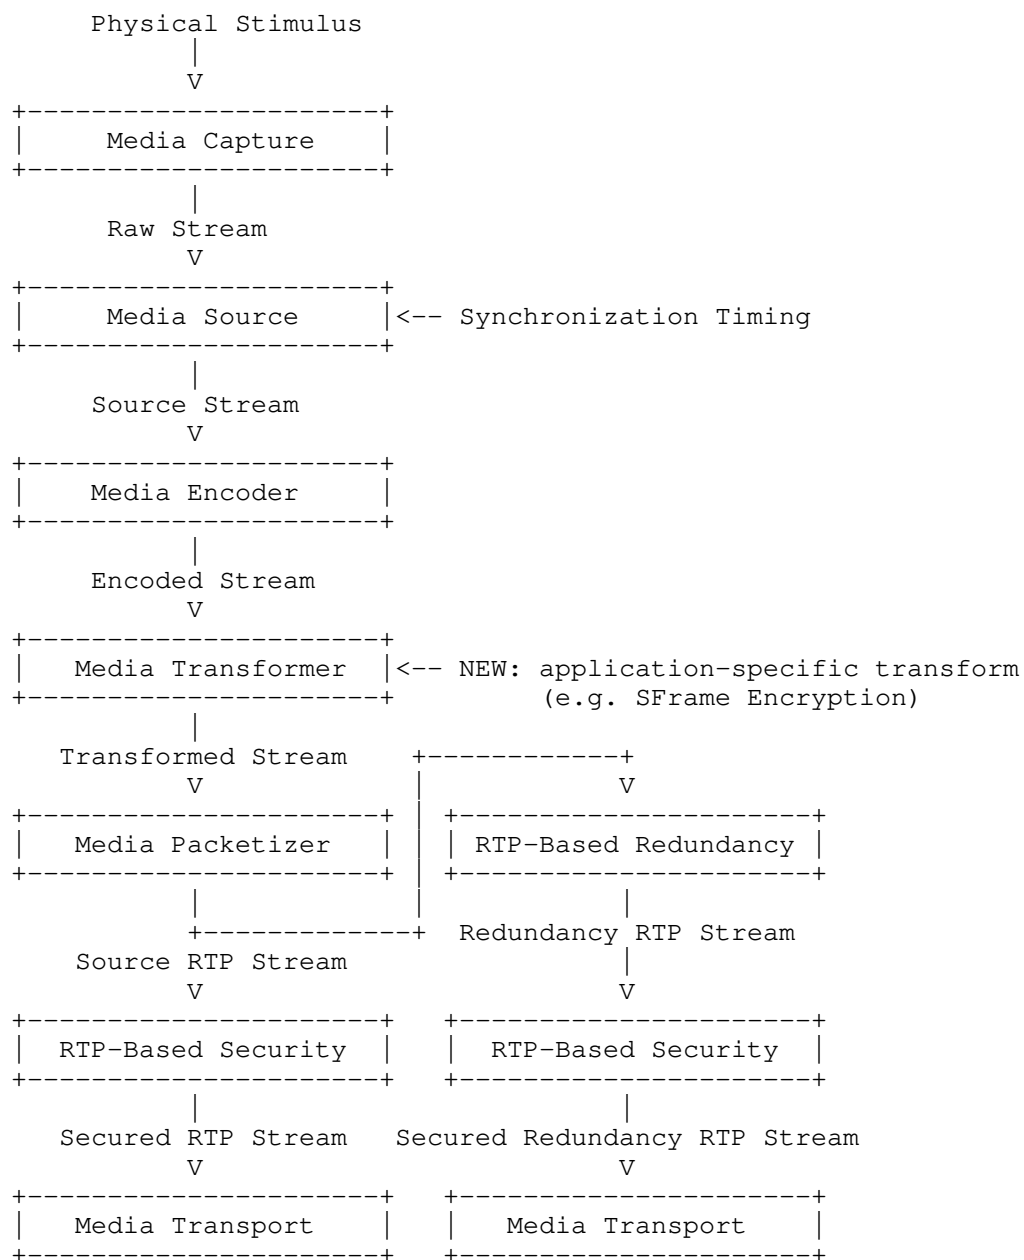 Physical Stimulus
|
V
+---------------------+
|     Media Capture    |
+---------------------+
|
Raw Stream
V
+---------------------+
|     Media Source     |<-- Synchronization Timing
+---------------------+
|
Source Stream
V
+---------------------+
|    Media Encoder     |
+---------------------+
|
Encoded Stream
V
+---------------------+
|   Media Transformer  |<-- NEW: application-specific transform
+---------------------+         (e.g. SFrame Encryption)
|
Transformed Stream    +------------+
V             |            V
+---------------------+ | +----------------------+
|   Media Packetizer   | | | RTP-Based Redundancy |
+---------------------+ | +----------------------+
|             |            |
+-------------+  Redundancy RTP Stream
Source RTP Stream                 |
V                          V
+---------------------+   +----------------------+
|  RTP-Based Security  |   |  RTP-Based Security  |
+---------------------+   +----------------------+
|                          |
Secured RTP Stream   Secured Redundancy RTP Stream
V                          V
+---------------------+   +----------------------+
|   Media Transport    |   |   Media Transport    |
+---------------------+   +----------------------+